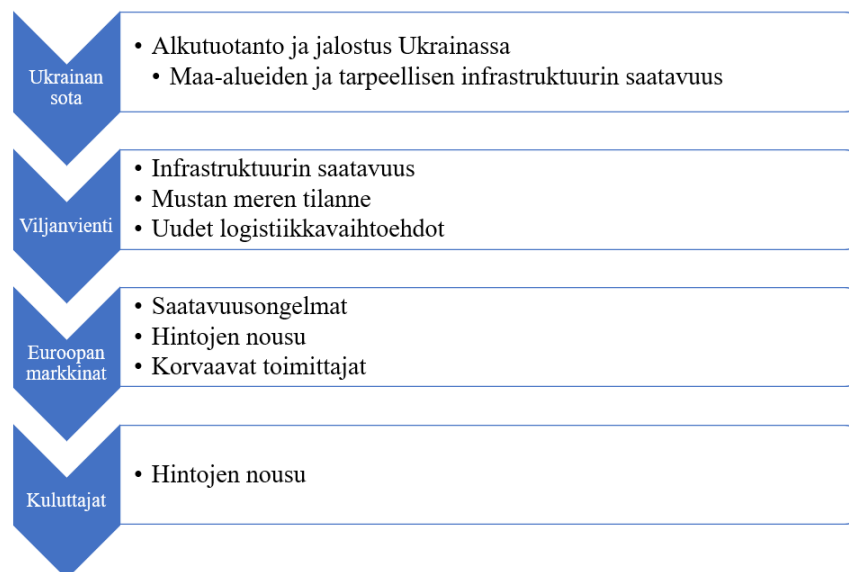 Ukrainan
sota
• Alkutuotanto ja jalostus Ukrainassa
• Maa-alueiden ja tarpeellisen infrastruktuurin saatavuus
Viljanvienti
• Infrastruktuurin saatavuus
• Mustan meren tilanne
• Uudet logistiikkavaihtoehdot
Euroopan
markkinat
• Saatavuusongelmat
• Hintojen nousu
• Korvaavat toimittajat
Kuluttajat
• Hintojen nousu